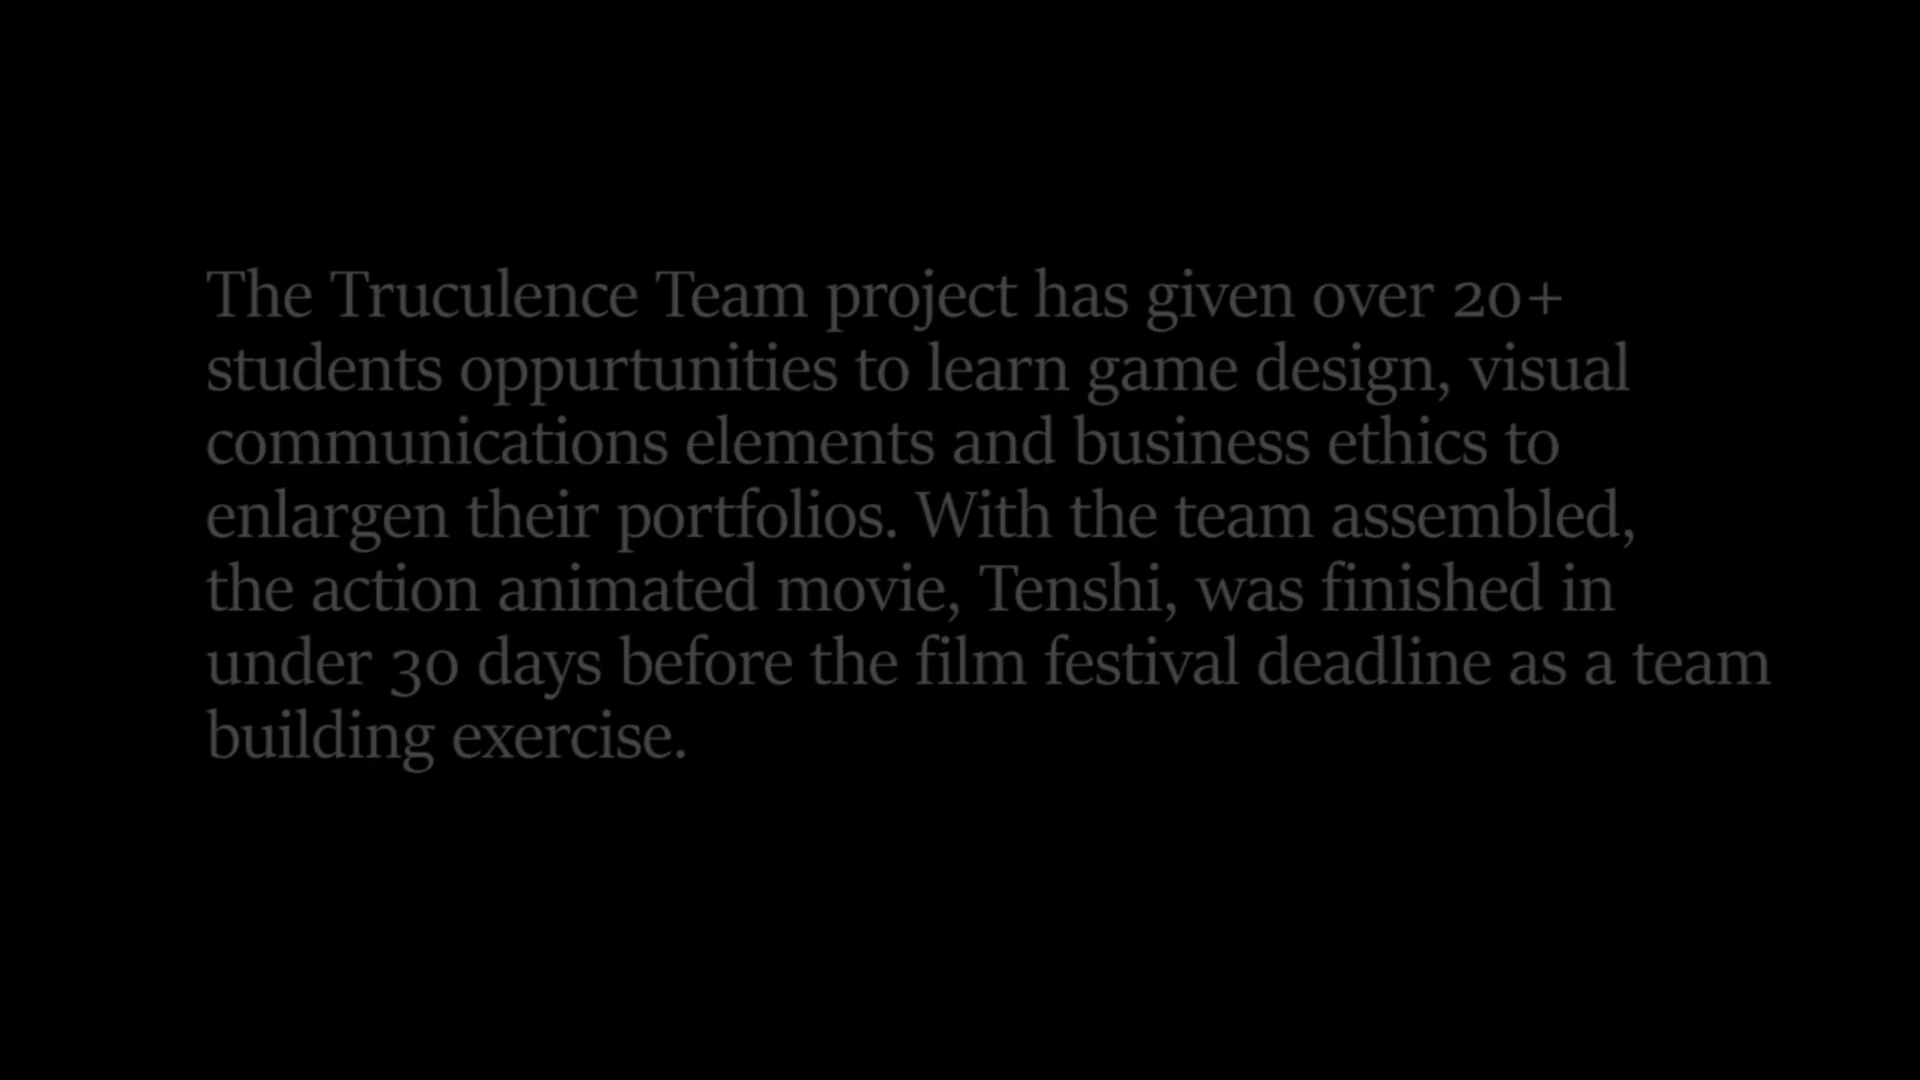 The Truculence Team project has given over 20+
students oppurtunities to learn game design, visual
communications elements and business ethics to
enlargen their portfolios. With the team assembled,
the action animated movie, Tenshi, was finished in
under 30 days before the film festival deadline as a team
building exercise.